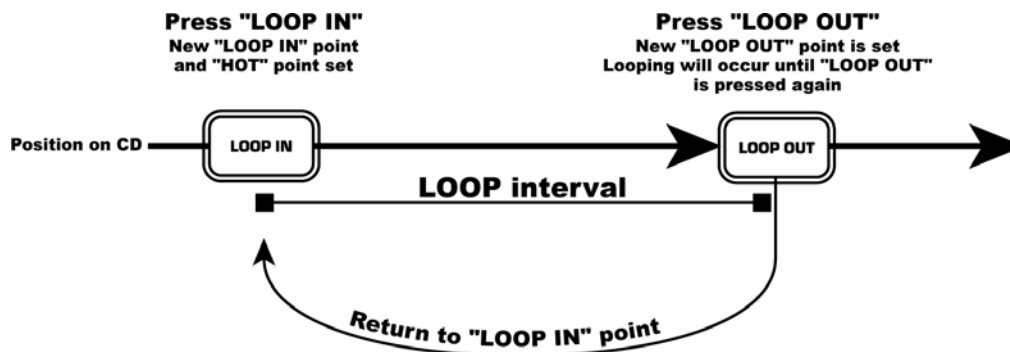 Press "LOOP IN"
New "LOOP IN" point
and "HOT" point set
Press "LOOP OUT"
New "LOOP OUT" point is set
Looping will occur until "LOOP OUT"
is pressed again
Position on CD
LOOP IN
LOOP OUT
LOOP interval
Return to "LOOP IN" point